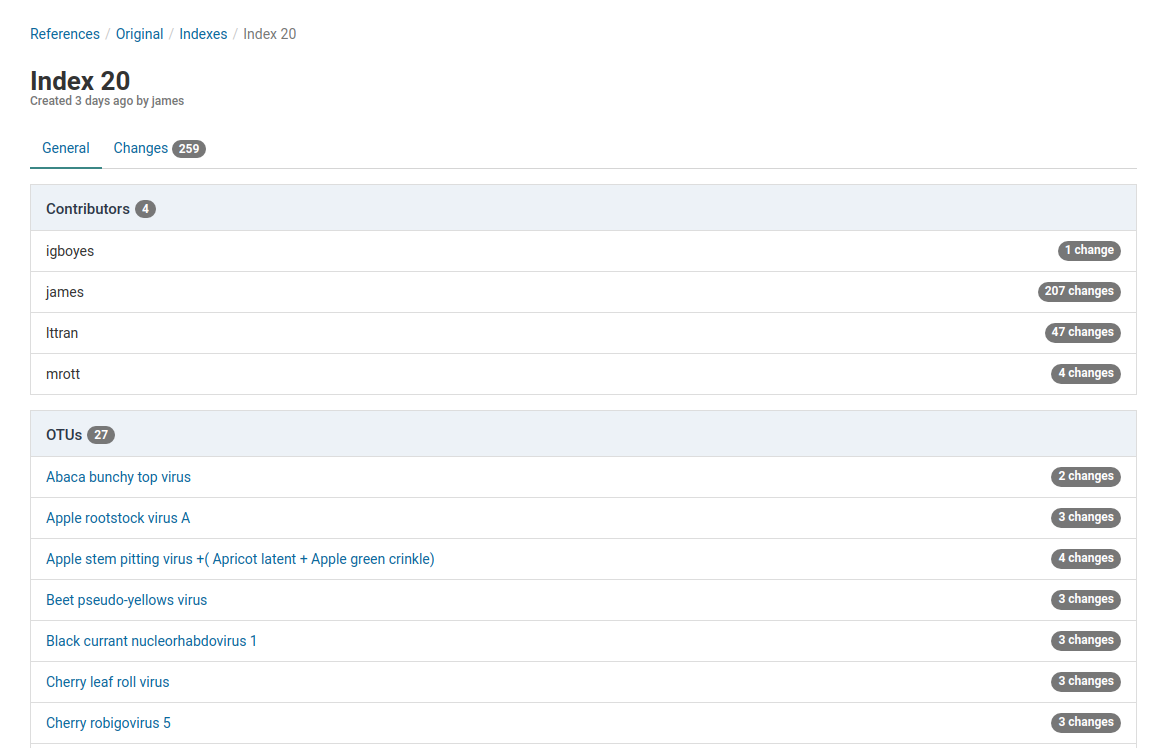 References / Original / Indexes / Index 20
Index 20
Created 3 days ago by james
General Changes 259
Contributors 4
igboyes 1 change
james 207 changes
lttran 47 changes
mrott 4 changes
OTUs 27
Abaca bunchy top virus 2 changes
Apple rootstock virus A 3 changes
Apple stem pitting virus +( Apricot latent + Apple green crinkle) 4 changes
Beet pseudo-yellows virus 3 changes
Black currant nucleorhabdovirus 1 3 changes
Cherry leaf roll virus 3 changes
Cherry robigovirus 5 3 changes